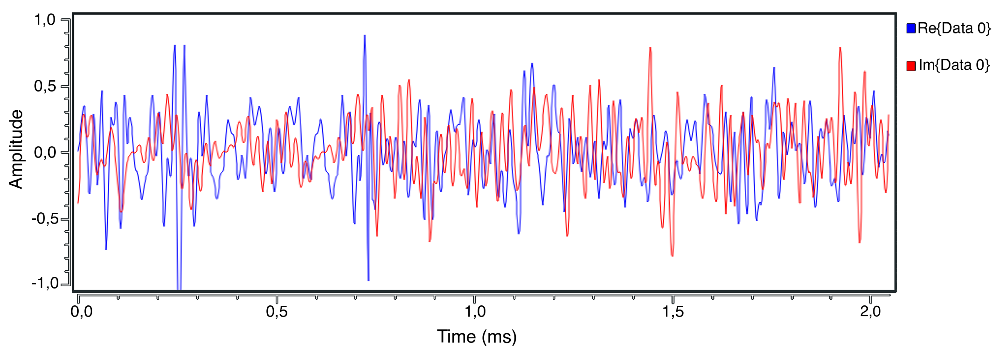 1,0
0,5
0,0
-0,5
-1,0
Amplitude
0,0 0,5 1,0 1,5 2,0
Time (ms)
Re{Data 0}
Im{Data 0}